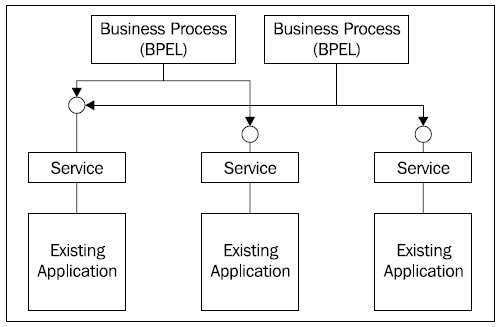 Business Process
(BPEL)
Business Process
(BPEL)
Service
Service
Service
Existing
Application
Existing
Application
Existing
Application